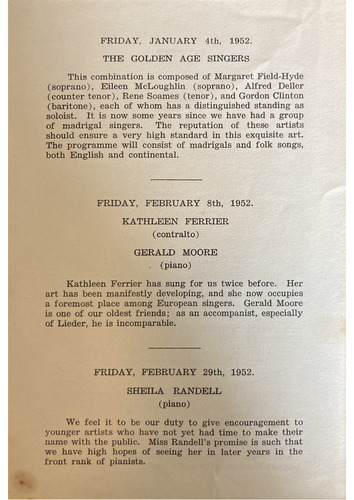 FRIDAY, JANUARY 4th, 1952.
THE GOLDEN AGE SINGERS
This combination is composed of Margaret Field-Hyde
(soprano), Eileen McLoughlin (soprano), Alfred Deller
(counter tenor), Rene Soames (tenor), and Gordon Clinton
(baritone), each of whom has a distinguished standing as
soloist. It is now some years since we have had a group
of madrigal singers. The reputation of these artists
should ensure a very high standard in this exquisite art.
The programme will consist of madrigals and folk songs,
both English and continental.
FRIDAY, FEBRUARY 8th, 1952.
KATHLEEN FERRIER
(contralto)
GERALD MOORE
(piano)
Kathleen Ferrier has sung for us twice before. Her
art has been manifestly developing, and she now occupies
a foremost place among European singers. Gerald Moore
is one of our oldest friends; as an accompanist, especially
of Lieder, he is incomparable.
FRIDAY, FEBRUARY 29th, 1952.
SHEILA RANDELL
(piano)
We feel it to be our duty to give encouragement to
younger artists who have not yet had time to make their
name with the public. Miss Randell's promise is such that
we have high hopes of seeing her in later years in the
front rank of pianists.